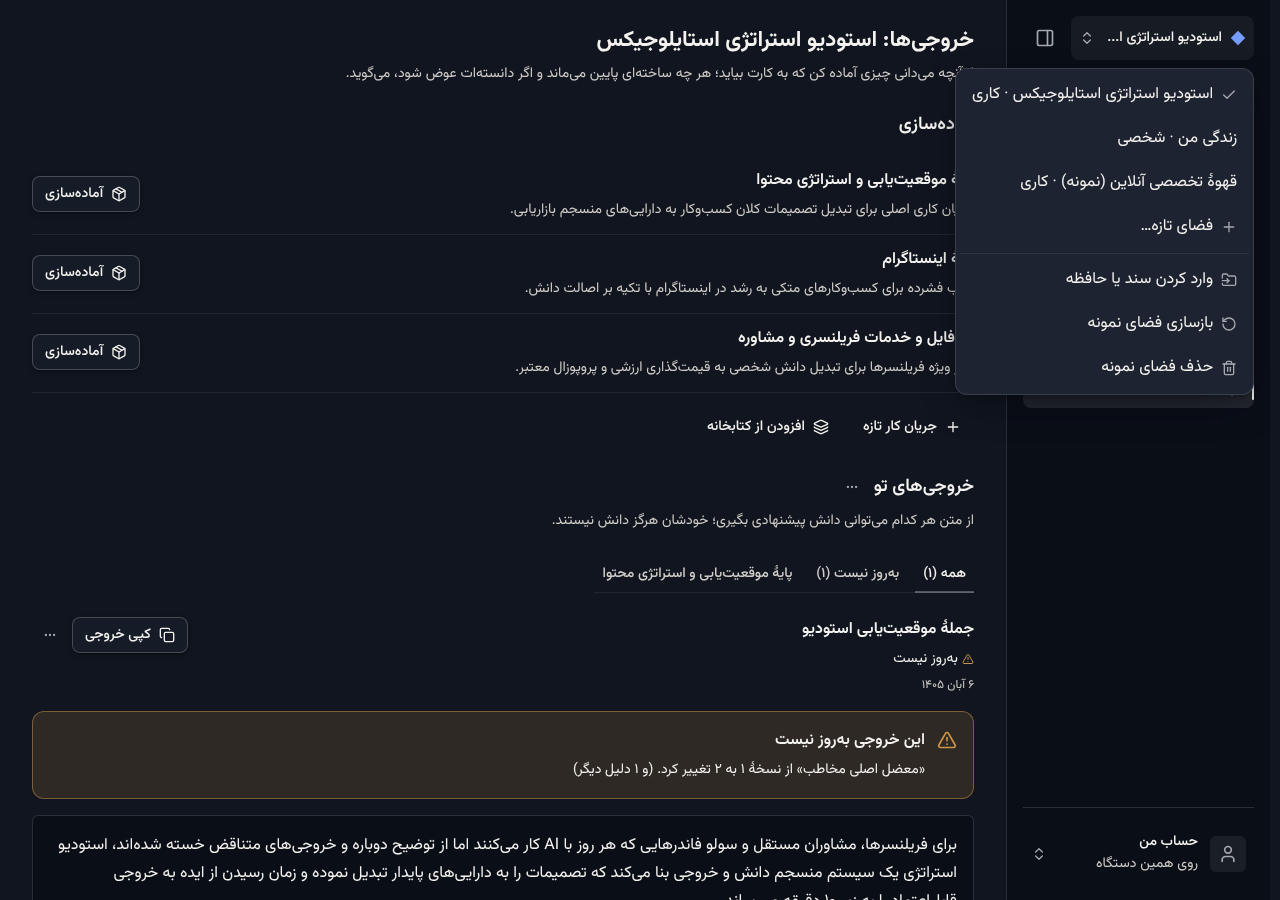 استودیو استراتژی ا...
استودیو استراتژی استایلوجیکس · کاری
زندگی من · شخصی
قهوهٔ تخصصی آنلاین (نمونه) · کاری
فضای تازه...
وارد کردن سند یا حافظه
بازسازی فضای نمونه
حذف فضای نمونه
حساب من
روی همین دستگاه
خروجی‌ها: استودیو استراتژی استایلوجیکس
می‌دانی چیزی آماده کن که به کارت بیاید؛ هر چه ساخته‌ای پایین می‌ماند و اگر دانسته‌ات عوض شود، می‌گوید.
موقعیت‌یابی و استراتژی محتوا
کاری اصلی برای تبدیل تصمیمات کلان کسب‌وکار به دارایی‌های منسجم بازاریابی.
آماده‌سازی
اینستاگرام
فشرده برای کسب‌وکارهای متکی به رشد در اینستاگرام با تکیه بر اصالت دانش.
آماده‌سازی
و خدمات فریلنسری و مشاوره
ویژه فریلنسرها برای تبدیل دانش شخصی به قیمت‌گذاری ارزشی و پروپوزال معتبر.
آماده‌سازی
جریان کار تازه
افزودن از کتابخانه
خروجی‌های تو
از متن هر کدام می‌توانی دانش پیشنهادی بگیری؛ خودشان هرگز دانش نیستند.
همه (۱)
به‌روز نیست (۱)
پایهٔ موقعیت‌یابی و استراتژی محتوا
جملهٔ موقعیت‌یابی استودیو
به‌روز نیست
۶ آبان ۱۴۰۵
کپی خروجی
این خروجی به‌روز نیست
«معضل اصلی مخاطب» از نسخهٔ ۱ به ۲ تغییر کرد. (و ۱ دلیل دیگر)
برای فریلنسرها، مشاوران مستقل و سولو فاندرهایی که هر روز با AI کار می‌کنند اما از توضیح دوباره و خروجی‌های متناقض خسته شده‌اند، استودیو
استراتژی یک سیستم منسجم دانش و خروجی بنا می‌کند که تصمیمات را به دارایی‌های پایدار تبدیل نموده و زمان رسیدن از ایده به خروجی